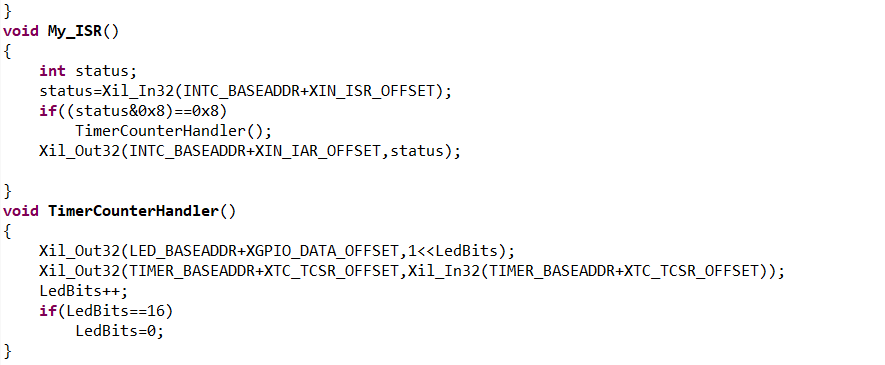 }
void My_ISR()
{
    int status;
    status=Xil_In32(INTC_BASEADDR+XIN_ISR_OFFSET);
    if((status&0x8)==0x8)
        TimerCounterHandler();
    Xil_Out32(INTC_BASEADDR+XIN_IAR_OFFSET,status);

}
void TimerCounterHandler()
{
    Xil_Out32(LED_BASEADDR+XGPIO_DATA_OFFSET,1<<LedBits);
    Xil_Out32(TIMER_BASEADDR+XTC_TCSR_OFFSET,Xil_In32(TIMER_BASEADDR+XTC_TCSR_OFFSET));
    LedBits++;
    if(LedBits==16)
        LedBits=0;
}